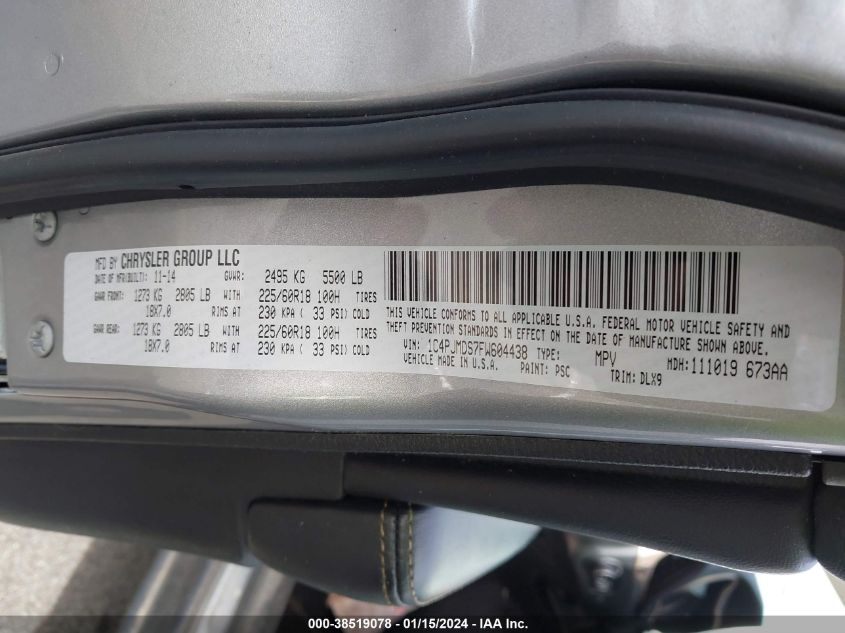 MFD BY CHRYSLER GROUP LLC
DATE OF MFR(BUILT): 11-14 GVWR: 2495 KG 5500 LB
GAWR FRONT: 1273 KG 2805 LB WITH 225/60R18 100H TIRES
18X7.0 RIMS AT 230 KPA ( 33 PSI) COLD
GAWR REAR: 1273 KG 2805 LB WITH 225/60R18 100H TIRES
18X7.0 RIMS AT 230 KPA ( 33 PSI) COLD
THIS VEHICLE CONFORMS TO ALL APPLICABLE U.S.A. FEDERAL MOTOR VEHICLE SAFETY AND
THEFT PREVENTION STANDARDS IN EFFECT ON THE DATE OF MANUFACTURE SHOWN ABOVE.
VIN: 1C4PJMDS7FW604438 TYPE: MPV MDH:111019 673AA
VEHICLE MADE IN U.S.A. PAINT: PSC TRIM: DLX9
000-38519078 - 01/15/2024 - IAA Inc.